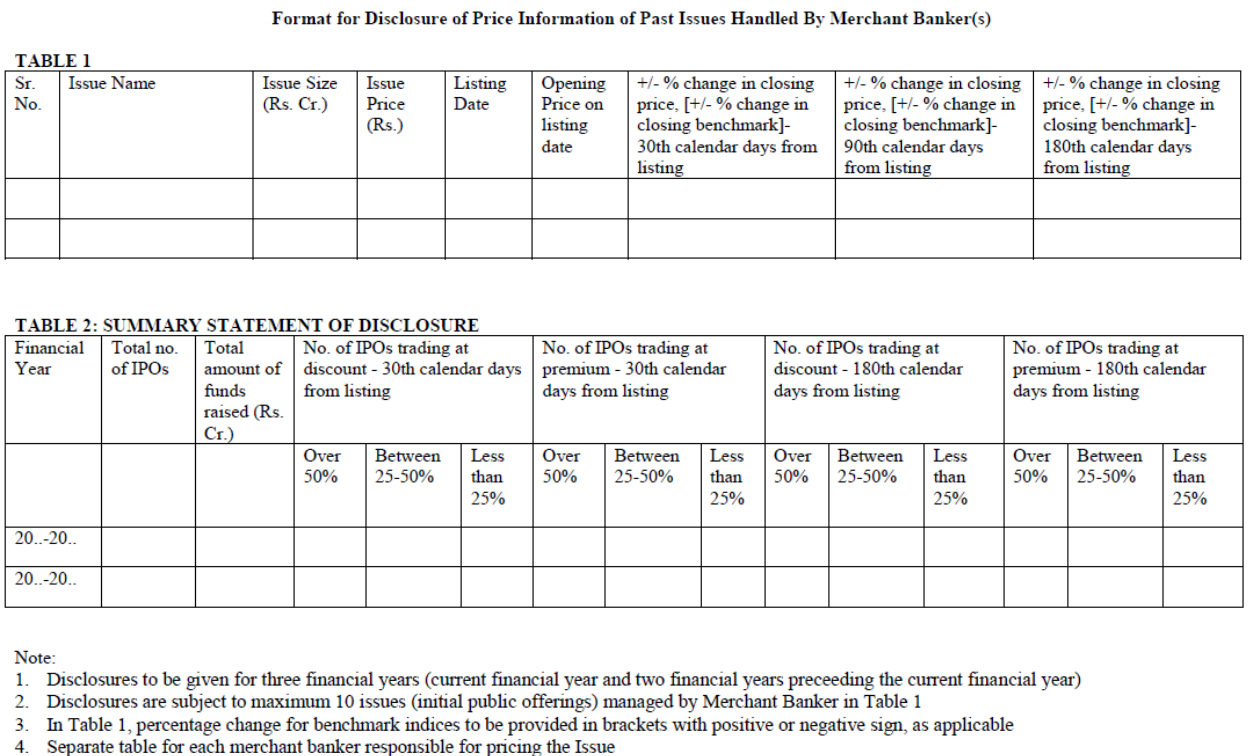 Format for Disclosure of Price Information of Past Issues Handled By Merchant Banker(s)
TABLE 1
Sr. No.
Issue Name
Issue Size (Rs. Cr.)
Issue Price (Rs.)
Listing Date
Opening Price on listing date
+/- % change in closing price, [+/- % change in closing benchmark]- 30th calendar days from listing
+/- % change in closing price, [+/- % change in closing benchmark]- 90th calendar days from listing
+/- % change in closing price, [+/- % change in closing benchmark]- 180th calendar days from listing
TABLE 2: SUMMARY STATEMENT OF DISCLOSURE
Financial Year
Total no. of IPOs
Total amount of funds raised (Rs. Cr.)
No. of IPOs trading at discount - 30th calendar days from listing
No. of IPOs trading at premium - 30th calendar days from listing
No. of IPOs trading at discount - 180th calendar days from listing
No. of IPOs trading at premium - 180th calendar days from listing
Over 50%
Between 25-50%
Less than 25%
Over 50%
Between 25-50%
Less than 25%
Over 50%
Between 25-50%
Less than 25%
Over 50%
Between 25-50%
Less than 25%
20..-20..
20..-20..
Note:
1. Disclosures to be given for three financial years (current financial year and two financial years preceeding the current financial year)
2. Disclosures are subject to maximum 10 issues (initial public offerings) managed by Merchant Banker in Table 1
3. In Table 1, percentage change for benchmark indices to be provided in brackets with positive or negative sign, as applicable
4. Separate table for each merchant banker responsible for pricing the Issue